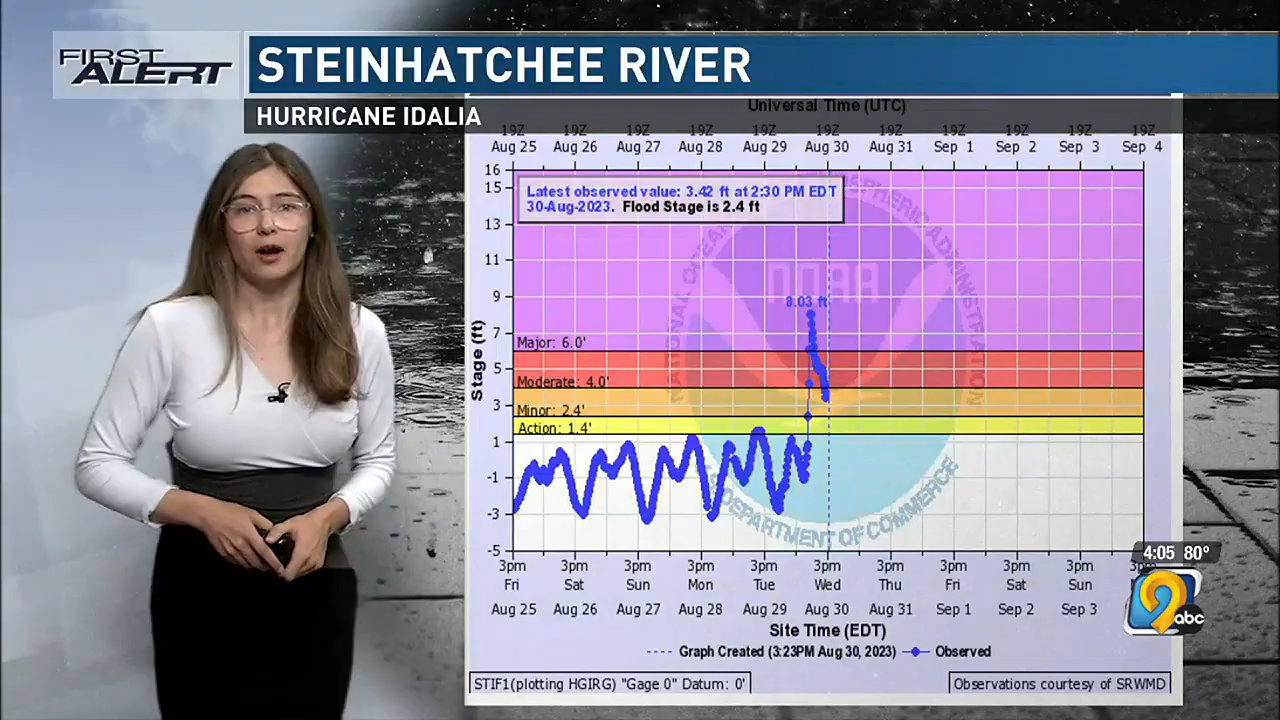 FIRST
ALERT
STEINHATCHEE RIVER
HURRICANE IDALIA
Universal Time (UTC)
19Z 19Z 19Z 19Z 19Z 19Z 19Z 19Z 19Z 19Z 19Z
Aug 25 Aug 26 Aug 27 Aug 28 Aug 29 Aug 30 Aug 31 Sep 1 Sep 2 Sep 3 Sep 4
Latest observed value: 3.42 ft at 2:30 PM EDT
30-Aug-2023. Flood Stage is 2.4 ft
16
15
13
11
9
7
5
3
1
-1
-3
-5
Stage (ft)
NOAA
8.03 ft
Major: 6.0'
Moderate: 4.0'
Minor: 2.4'
Action: 1.4'
DEPARTMENT OF COMMERCE
3pm 3pm 3pm 3pm 3pm 3pm 3pm 3pm 3pm 3pm
Fri Sat Sun Mon Tue Wed Thu Fri Sat Sun
Aug 25 Aug 26 Aug 27 Aug 28 Aug 29 Aug 30 Aug 31 Sep 1 Sep 2 Sep 3
Site Time (EDT)
Graph Created (3:23PM Aug 30, 2023) Observed
STIF1(plotting HGIRG) "Gage 0" Datum: 0'
Observations courtesy of SRWMD
4:05 80°
9
abc